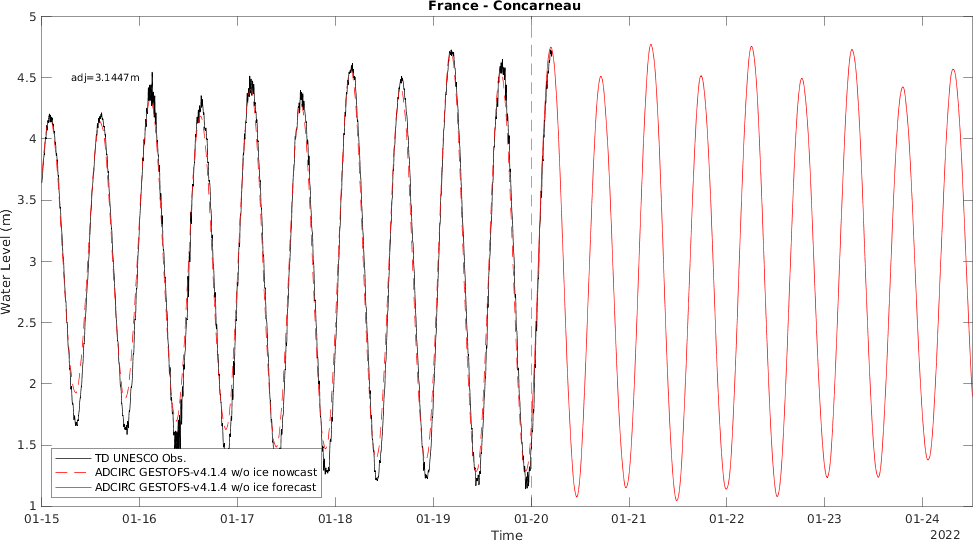 France - Concarneau
5
4.5
4
3.5
3
2.5
2
1.5
1
Water Level (m)
adj=3.1447m
TD UNESCO Obs.
ADCIRC GESTOFS-v4.1.4 w/o ice nowcast
ADCIRC GESTOFS-v4.1.4 w/o ice forecast
01-15 01-16 01-17 01-18 01-19 01-20 01-21 01-22 01-23 01-24
Time
2022